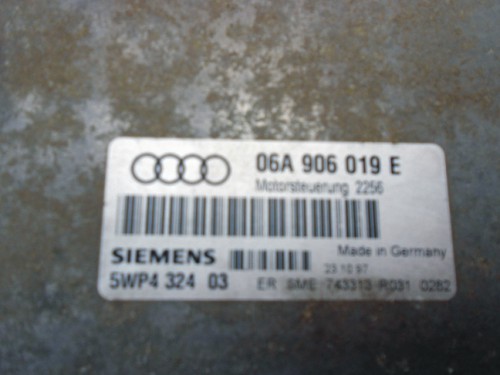 06A 906 019 E
Motorsteuerung 2256
SIEMENS
Made in Germany
23 10 97
5WP4 324 03
ER SME 743313 R031 0282